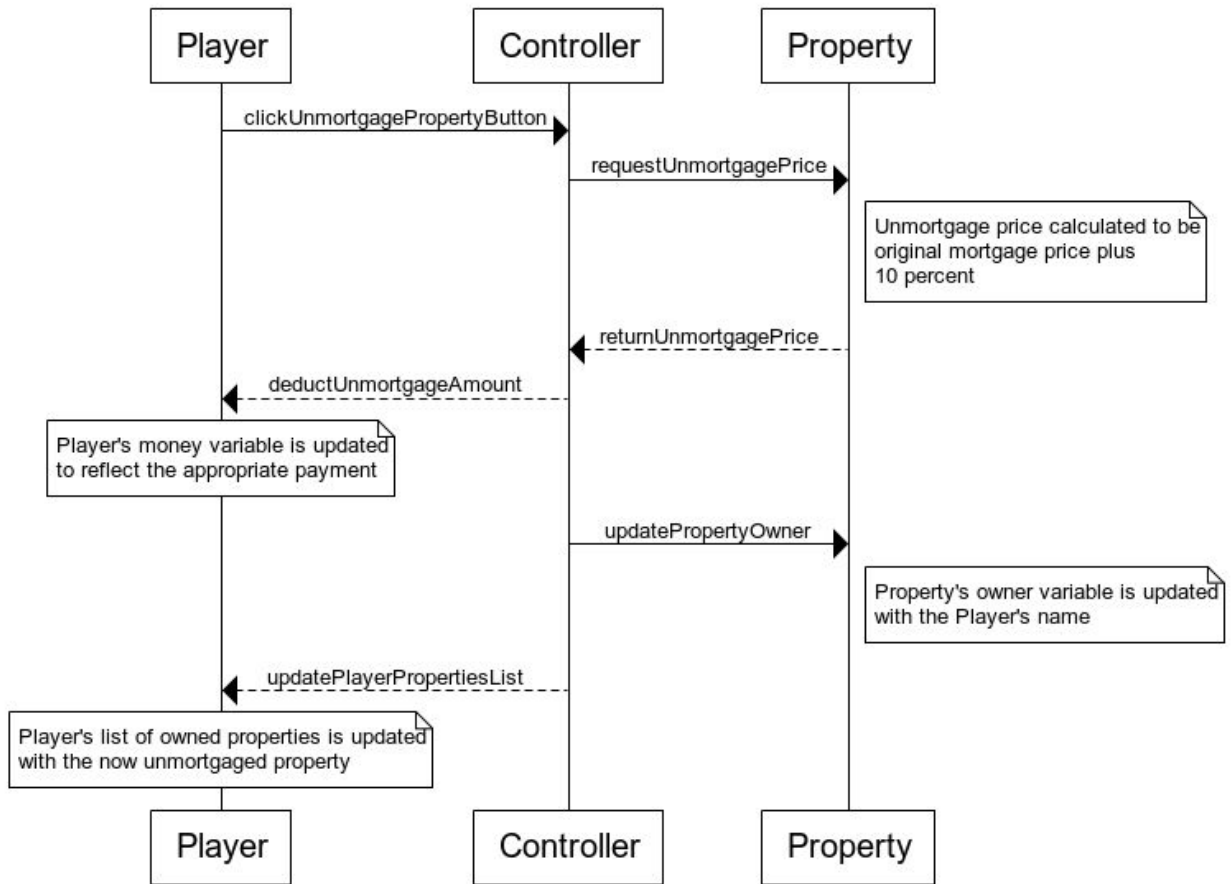 Player
Controller
Property
clickUnmortgagePropertyButton
requestUnmortgagePrice
Unmortgage price calculated to be
original mortgage price plus
10 percent
returnUnmortgagePrice
deductUnmortgageAmount
Player's money variable is updated
to reflect the appropriate payment
updatePropertyOwner
Property's owner variable is updated
with the Player's name
updatePlayerPropertiesList
Player's list of owned properties is updated
with the now unmortgaged property
Player
Controller
Property